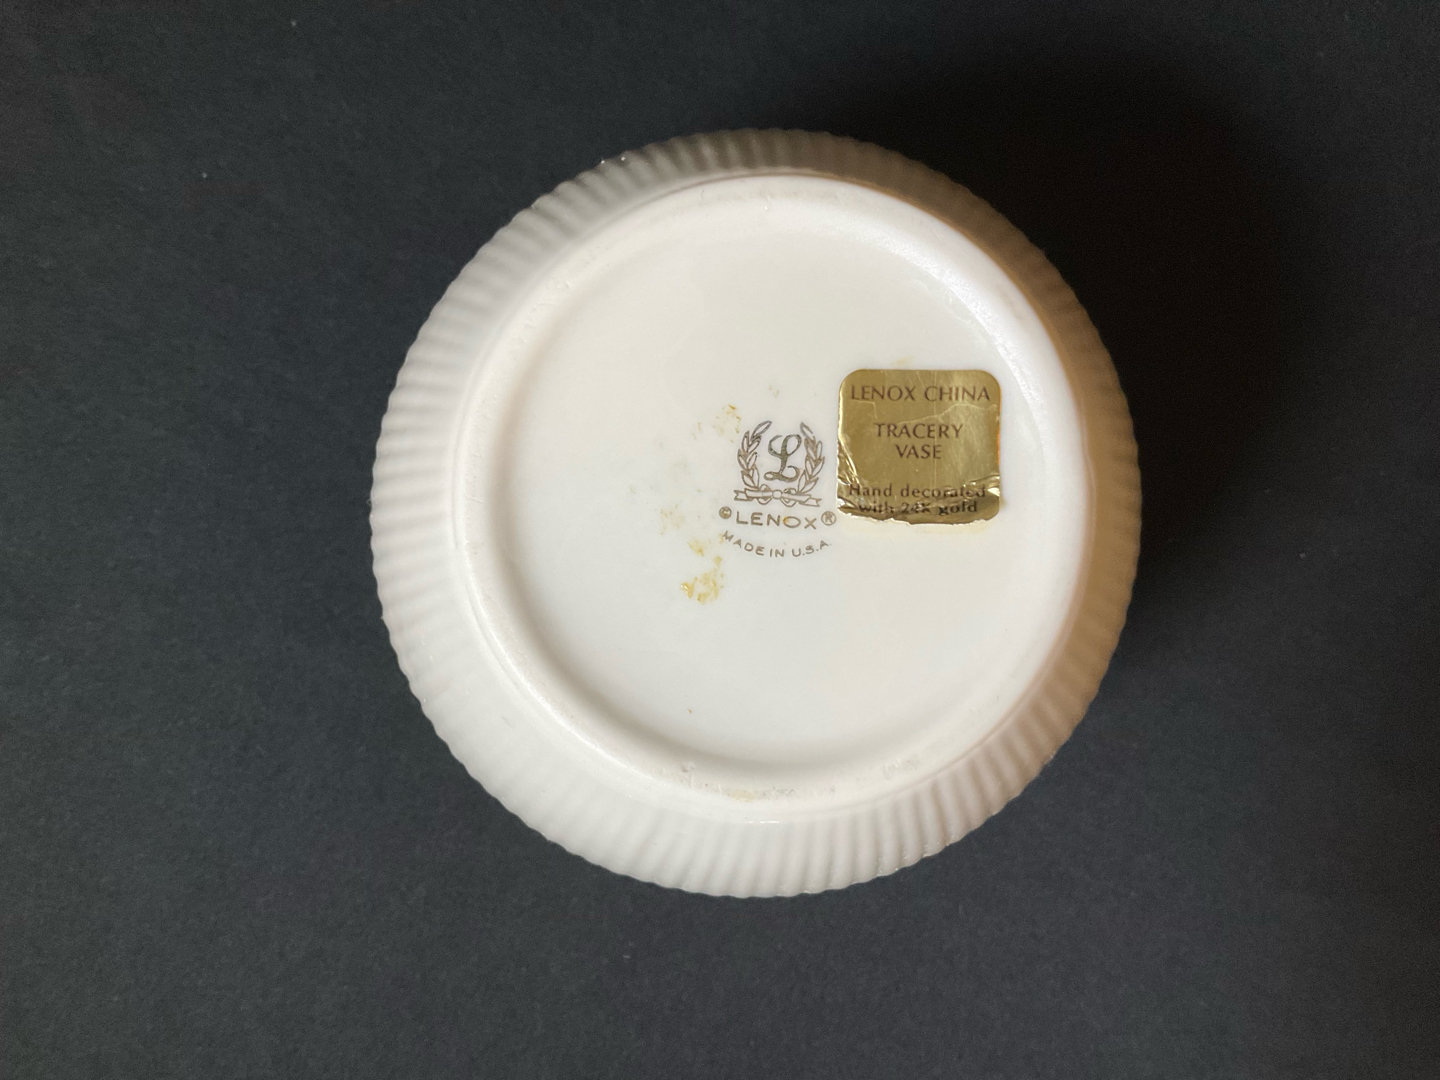 L
©LENOX®
MADE IN U.S.A.
LENOX CHINA
TRACERY
VASE
Hand decorated
with 24K gold